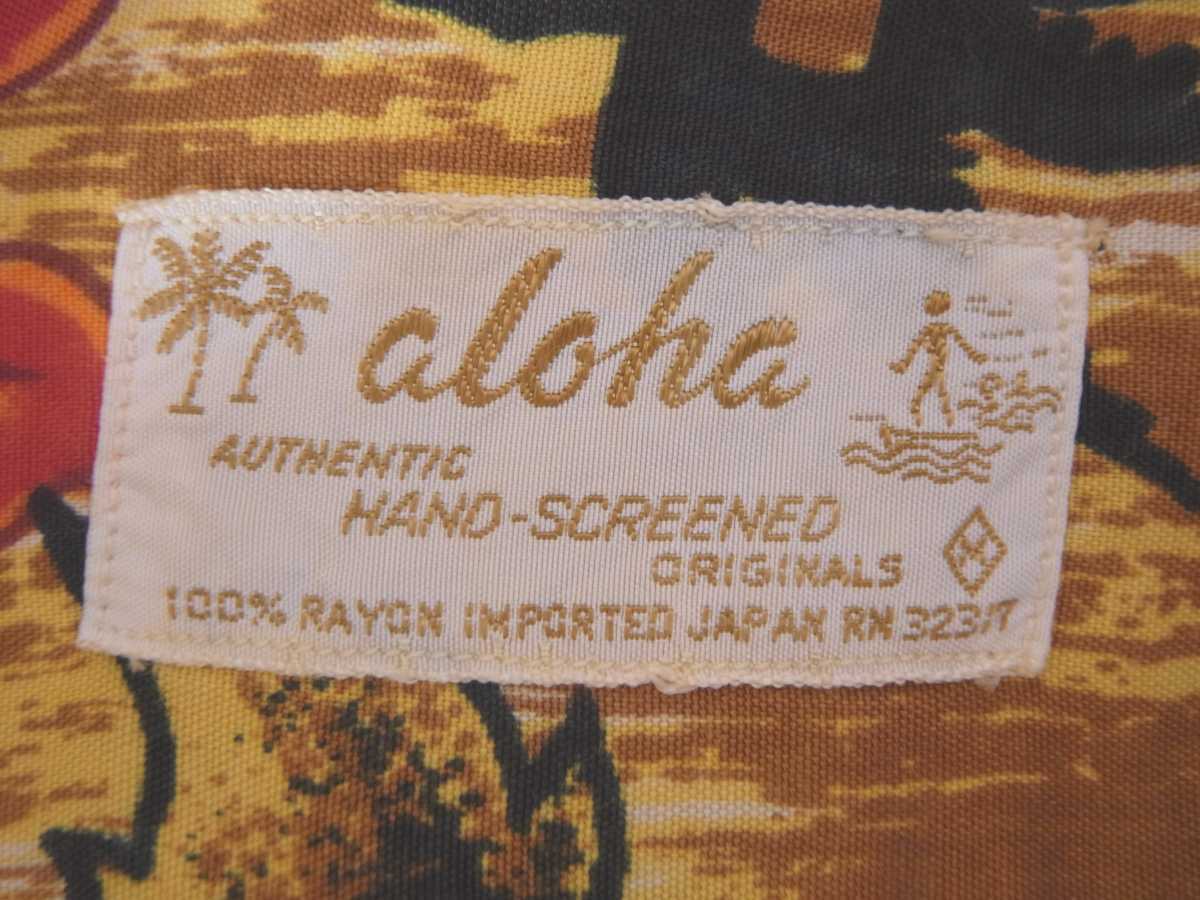 aloha
AUTHENTIC
HAND-SCREENED
ORIGINALS
100% RAYON IMPORTED JAPAN RN 32317